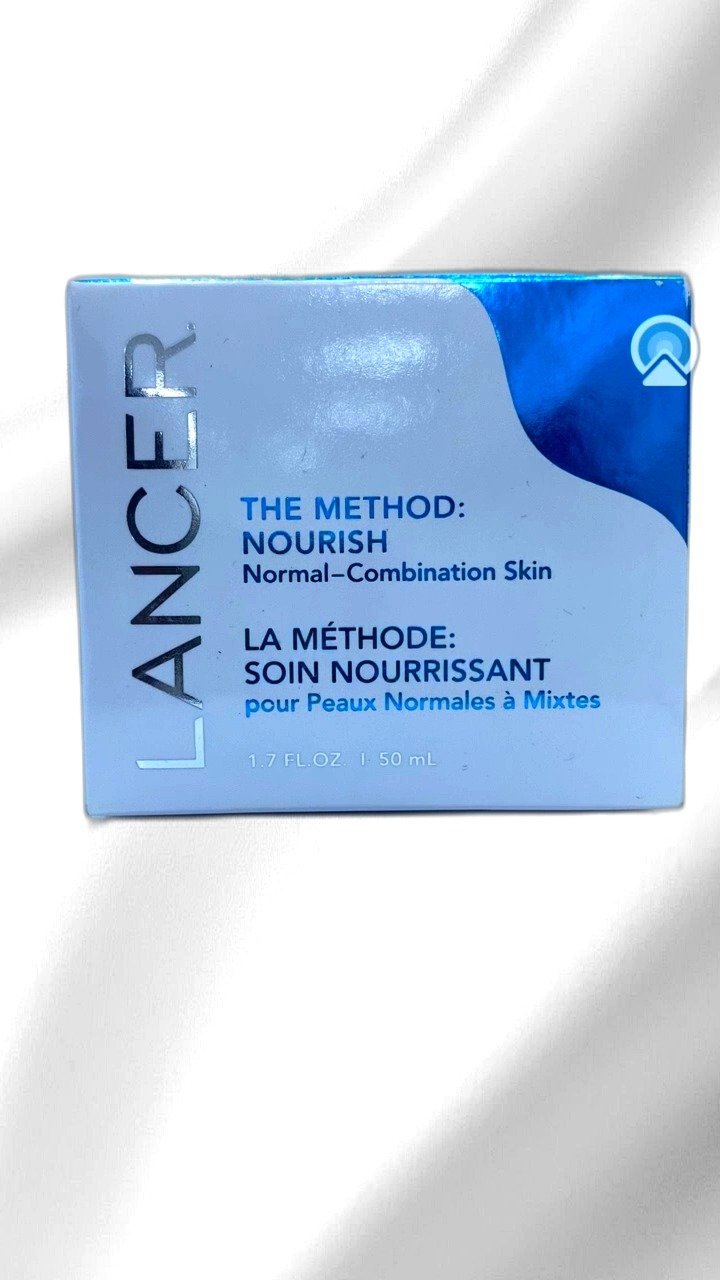 LANCER.
THE METHOD:
NOURISH
Normal–Combination Skin
LA MÉTHODE:
SOIN NOURRISSANT
pour Peaux Normales à Mixtes
1.7 FL.OZ. I 50 mL